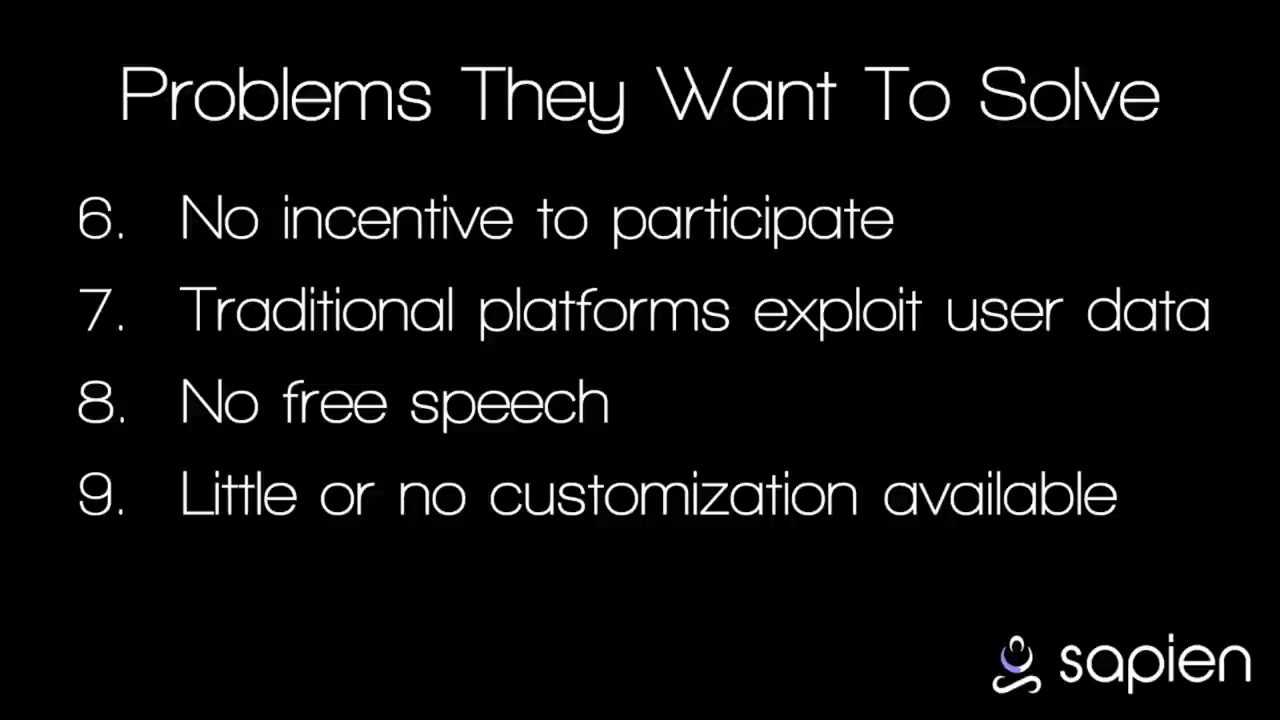 Problems They Want To Solve
6. No incentive to participate
7. Traditional platforms exploit user data
8. No free speech
9. Little or no customization available
sapien